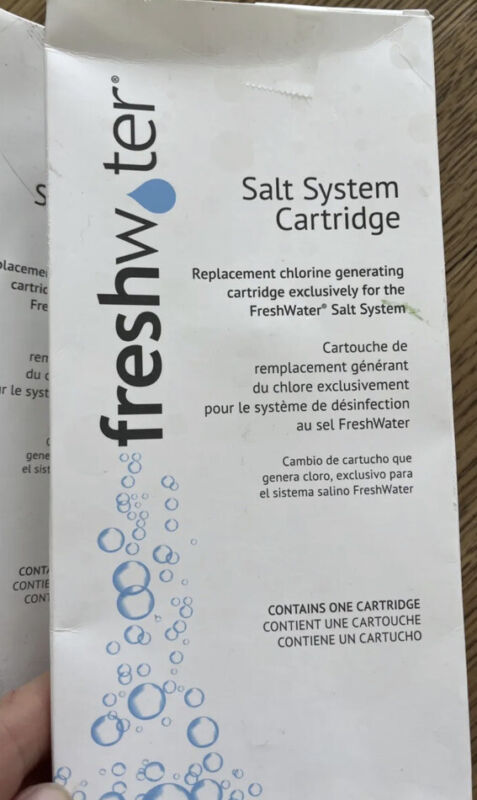 freshwater®
Salt System
Cartridge
Replacement chlorine generating
cartridge exclusively for the
FreshWater® Salt System
Cartouche de
remplacement générant
du chlore exclusivement
pour le système de désinfection
au sel FreshWater
Cambio de cartucho que
genera cloro, exclusivo para
el sistema salino FreshWater
CONTAINS ONE CARTRIDGE
CONTIENT UNE CARTOUCHE
CONTIENE UN CARTUCHO